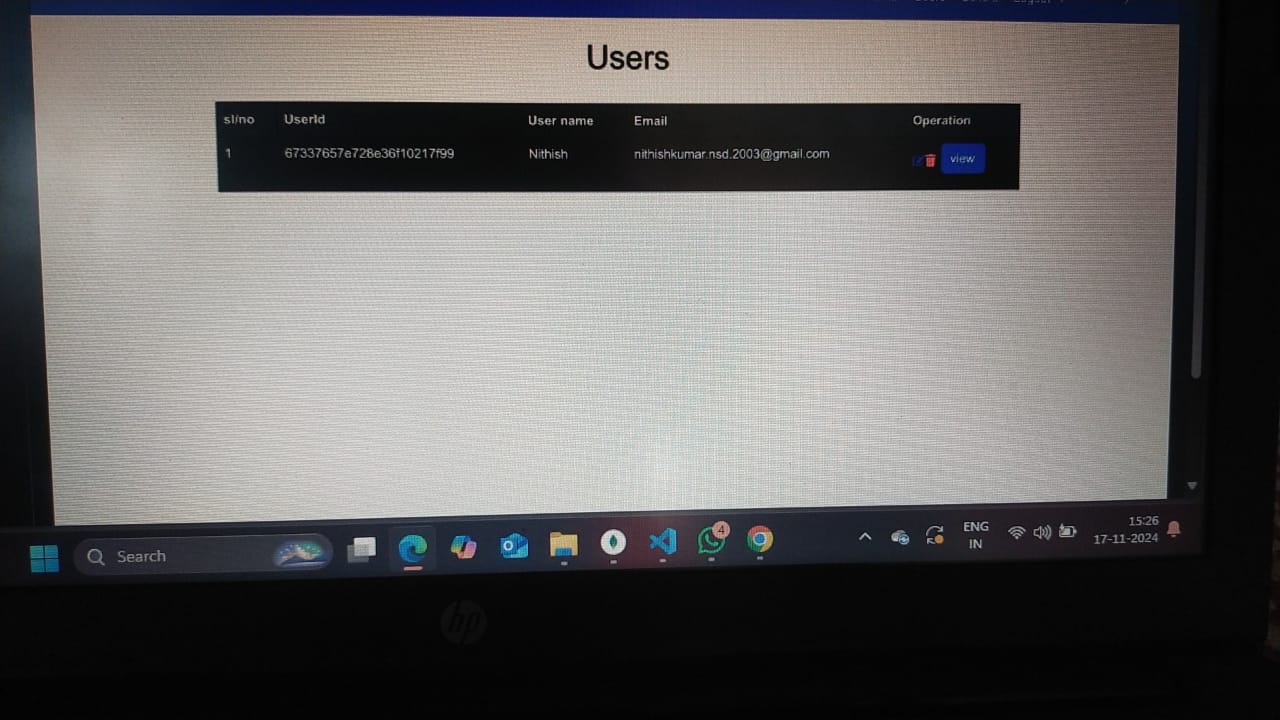 Users
sl/no UserId User name Email Operation
1 67337657e728e36f10217f99 Nithish nithishkumar.nsd.2003@gmail.com view
Search
4
ENG
IN
15:26
17-11-2024
hp